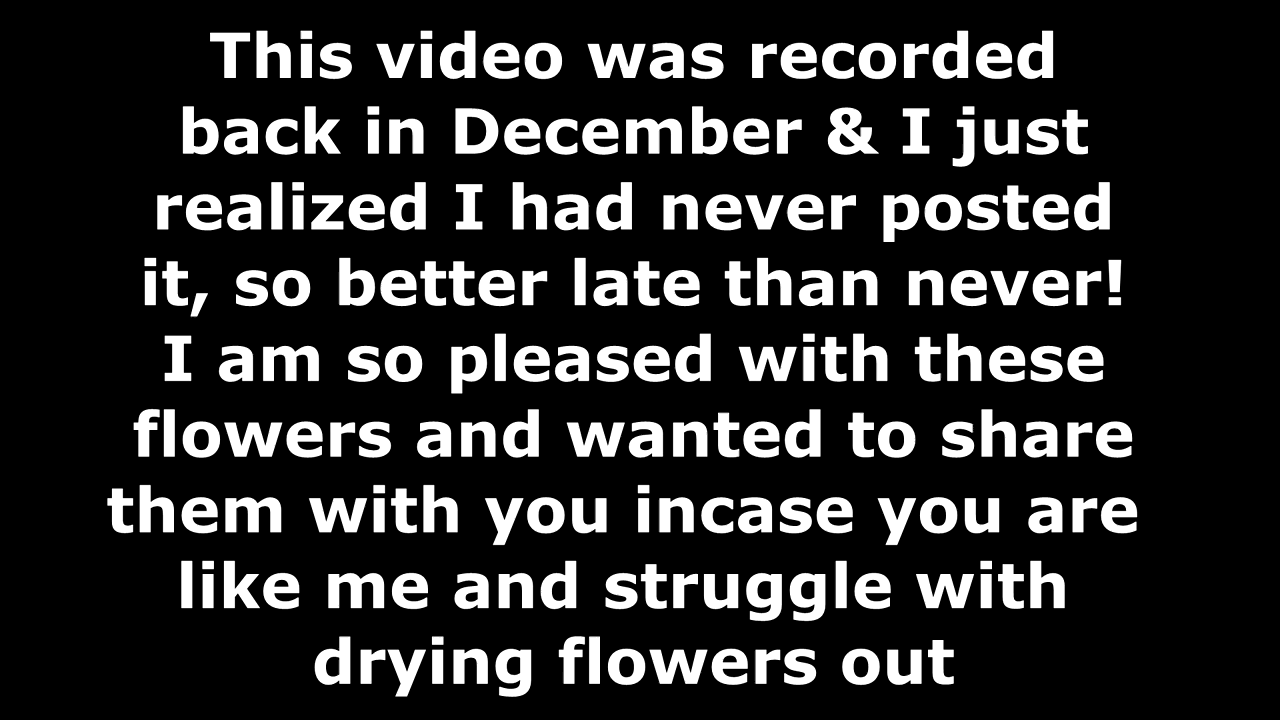 This video was recorded
back in December & I just
realized I had never posted
it, so better late than never!
I am so pleased with these
flowers and wanted to share
them with you incase you are
like me and struggle with
drying flowers out